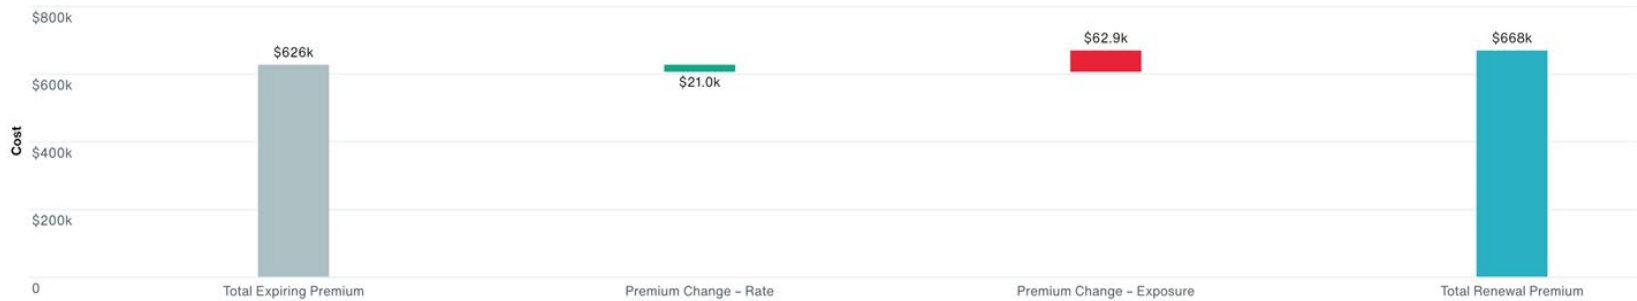 $800k
$600k
$400k
$200k
0
Cost
$626k
$21.0k
$62.9k
$668k
Total Expiring Premium
Premium Change – Rate
Premium Change – Exposure
Total Renewal Premium